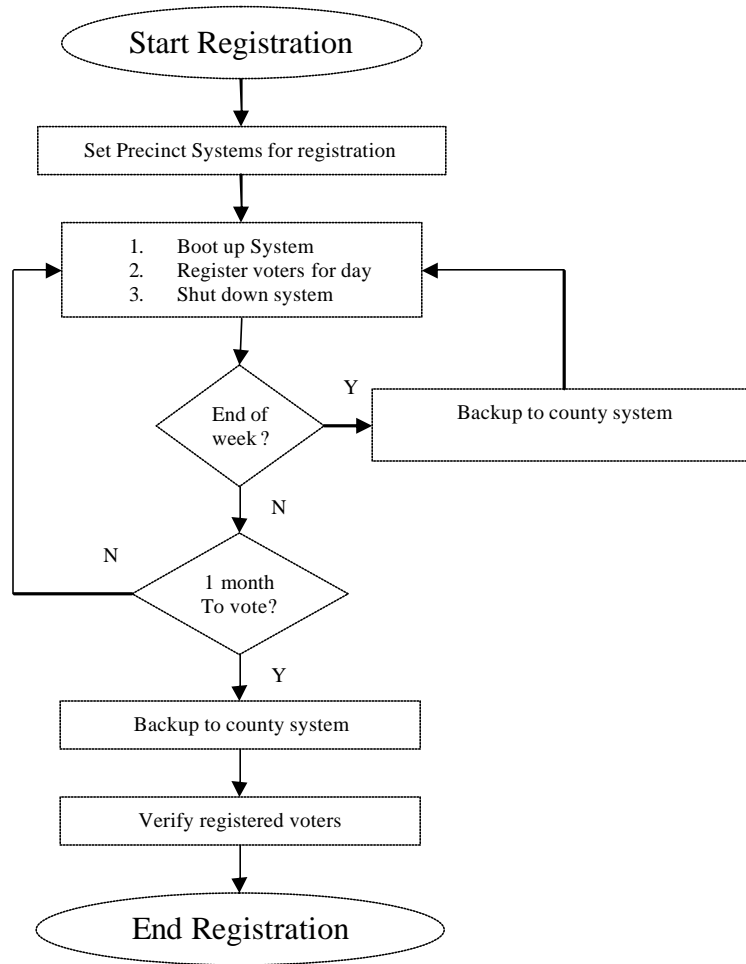 Start Registration
Set Precinct Systems for registration
1. Boot up System
2. Register voters for day
3. Shut down system
Y
End of
week ?
Backup to county system
N
N
1 month
To vote?
Y
Backup to county system
Verify registered voters
End Registration